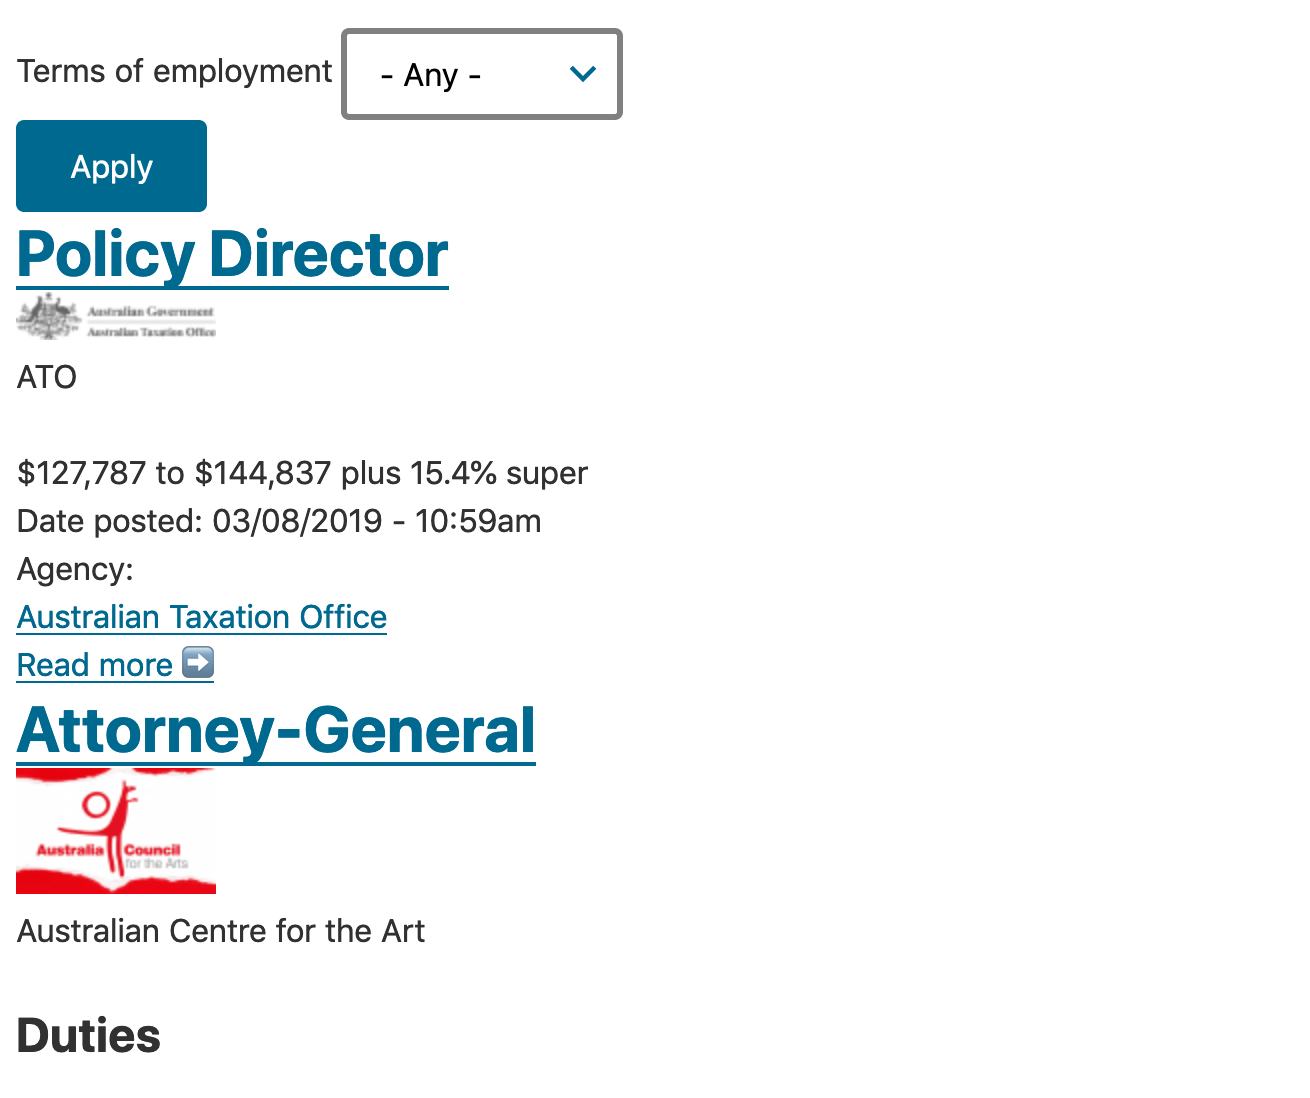 Terms of employment - Any -
Apply
Policy Director
Australian Government
Australian Taxation Office
ATO
$127,787 to $144,837 plus 15.4% super
Date posted: 03/08/2019 - 10:59am
Agency:
Australian Taxation Office
Read more ➡️
Attorney-General
Australia Council
for the Arts
Australian Centre for the Art
Duties